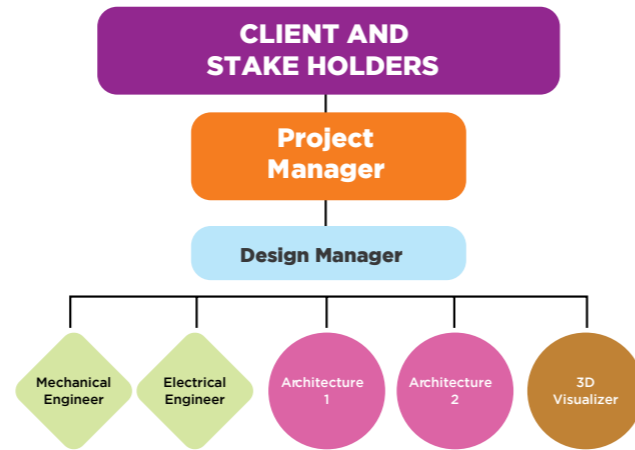 CLIENT AND
STAKE HOLDERS
Project
Manager
Design Manager
Mechanical
Engineer
Electrical
Engineer
Architecture
1
Architecture
2
3D
Visualizer